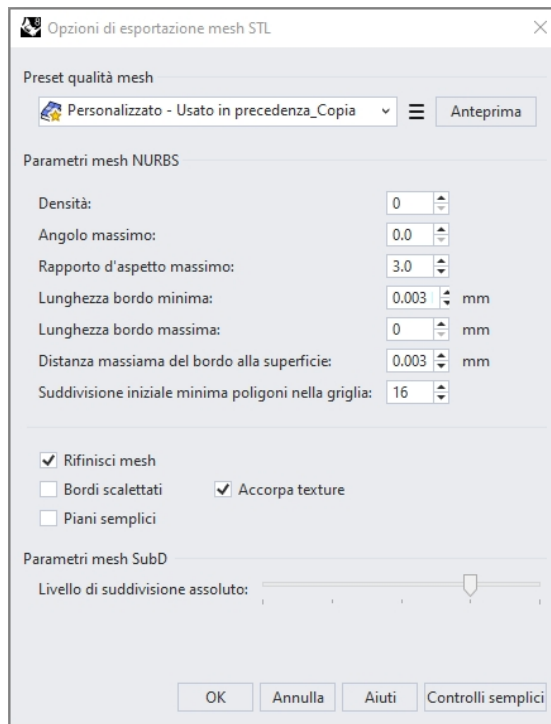 Opzioni di esportazione mesh STL
Preset qualità mesh
Personalizzato - Usato in precedenza_Copia
Anteprima
Parametri mesh NURBS
Densità: 0
Angolo massimo: 0.0
Rapporto d'aspetto massimo: 3.0
Lunghezza bordo minima: 0.003 mm
Lunghezza bordo massima: 0 mm
Distanza massiama del bordo alla superficie: 0.003 mm
Suddivisione iniziale minima poligoni nella griglia: 16
Rifinisci mesh
Bordi scalettati Accorpa texture
Piani semplici
Parametri mesh SubD
Livello di suddivisione assoluto:
OK Annulla Aiuti Controlli semplici